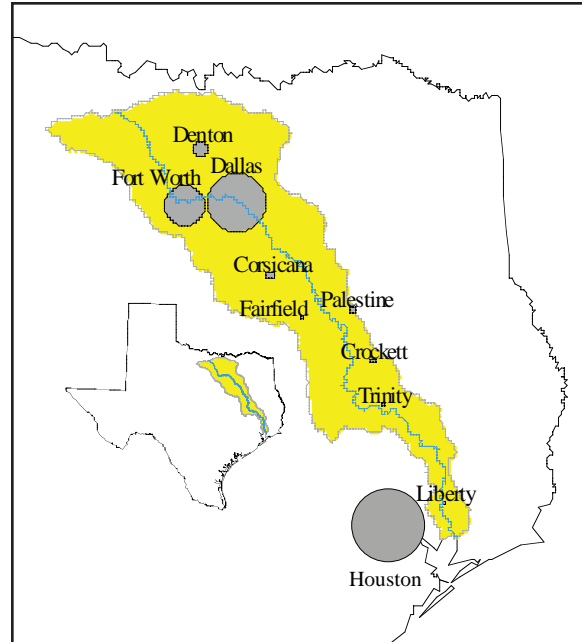 Denton
Dallas
Fort Worth
Corsicana
Fairfield
Palestine
Crockett
Trinity
Liberty
Houston